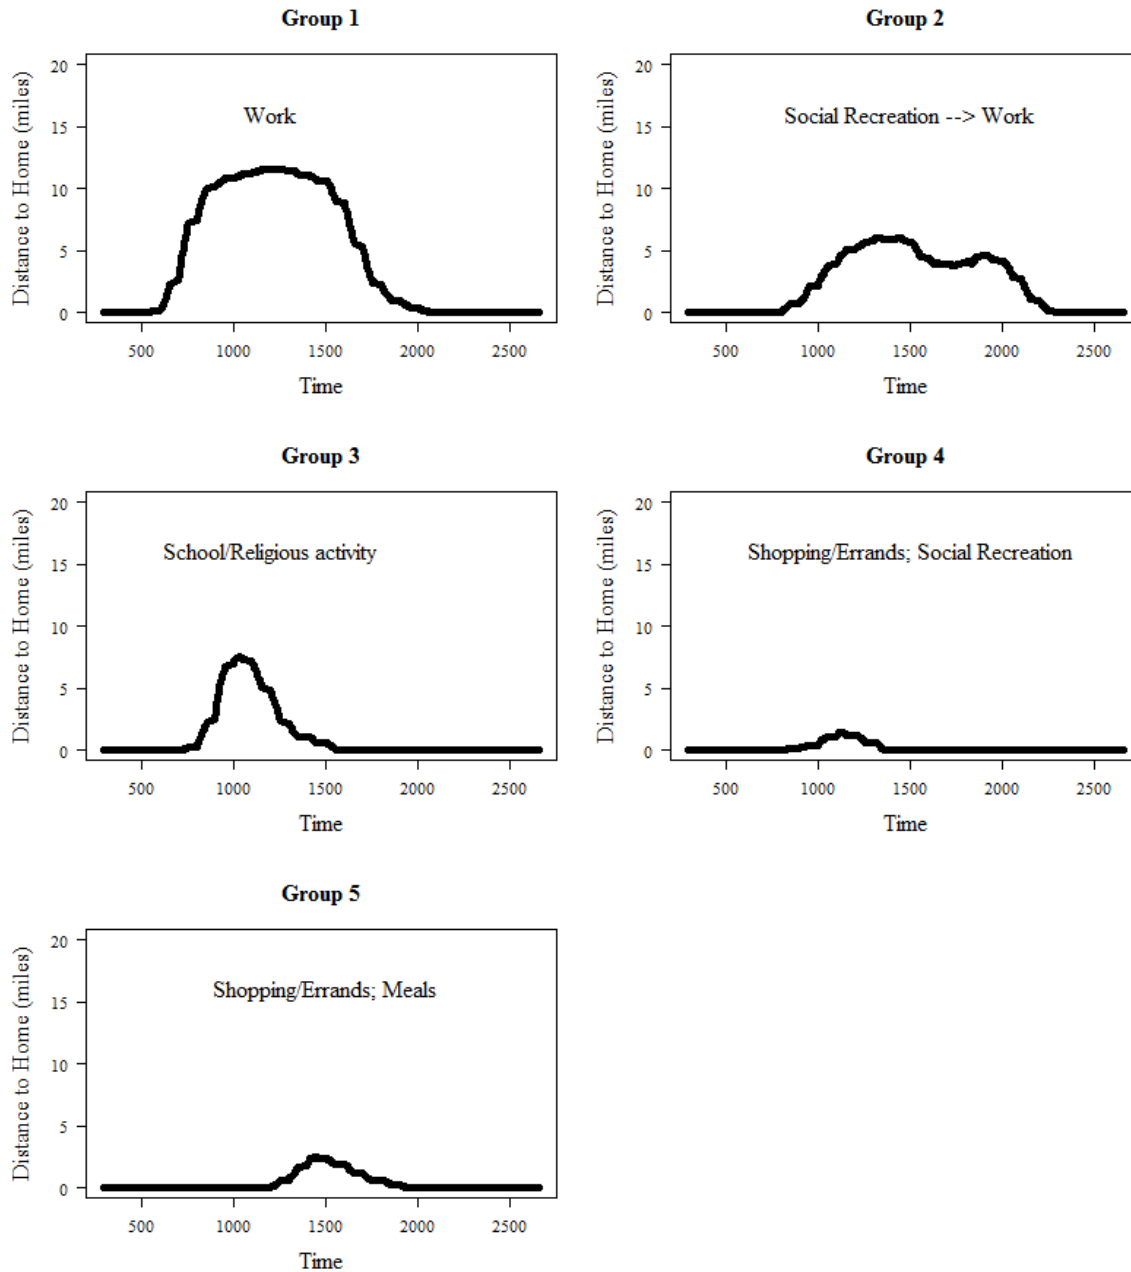 Group 1
20
15
10
5
0
Distance to Home (miles)
Work
500 1000 1500 2000 2500
Time
Group 2
20
15
10
5
0
Distance to Home (miles)
Social Recreation --> Work
500 1000 1500 2000 2500
Time
Group 3
20
15
10
5
0
Distance to Home (miles)
School/Religious activity
500 1000 1500 2000 2500
Time
Group 4
20
15
10
5
0
Distance to Home (miles)
Shopping/Errands; Social Recreation
500 1000 1500 2000 2500
Time
Group 5
20
15
10
5
0
Distance to Home (miles)
Shopping/Errands; Meals
500 1000 1500 2000 2500
Time